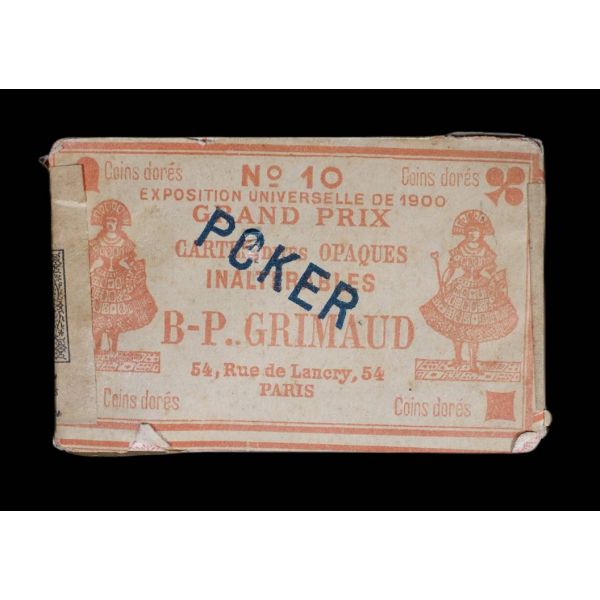 Coins dorés
Nº 10
Coins dorés
EXPOSITION UNIVERSELLE DE 1900
GRAND PRIX
POKER
OPAQUES
B-P.. GRIMAUD
54, Rue de Lancry, 54
PARIS
Coins dorés
Coins dorés